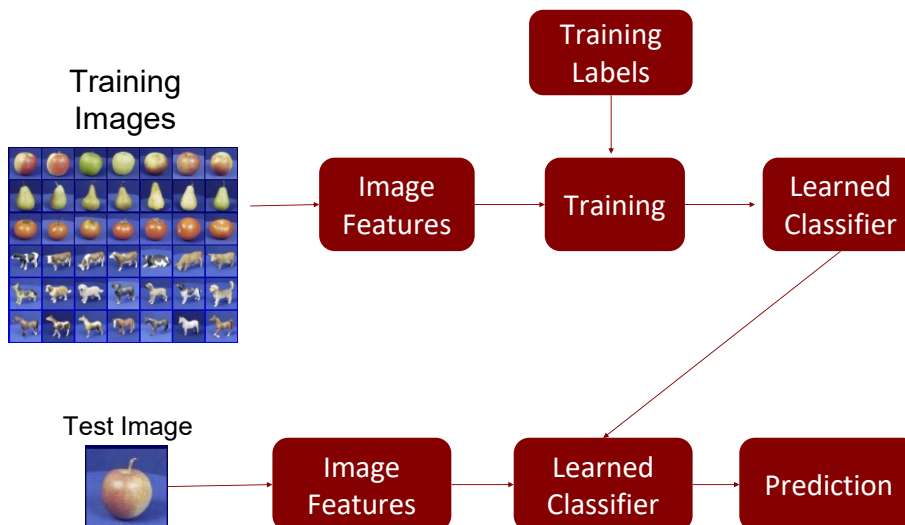 Training
Labels
Training
Images
Image
Features
Training
Learned
Classifier
Test Image
Image
Features
Learned
Classifier
Prediction